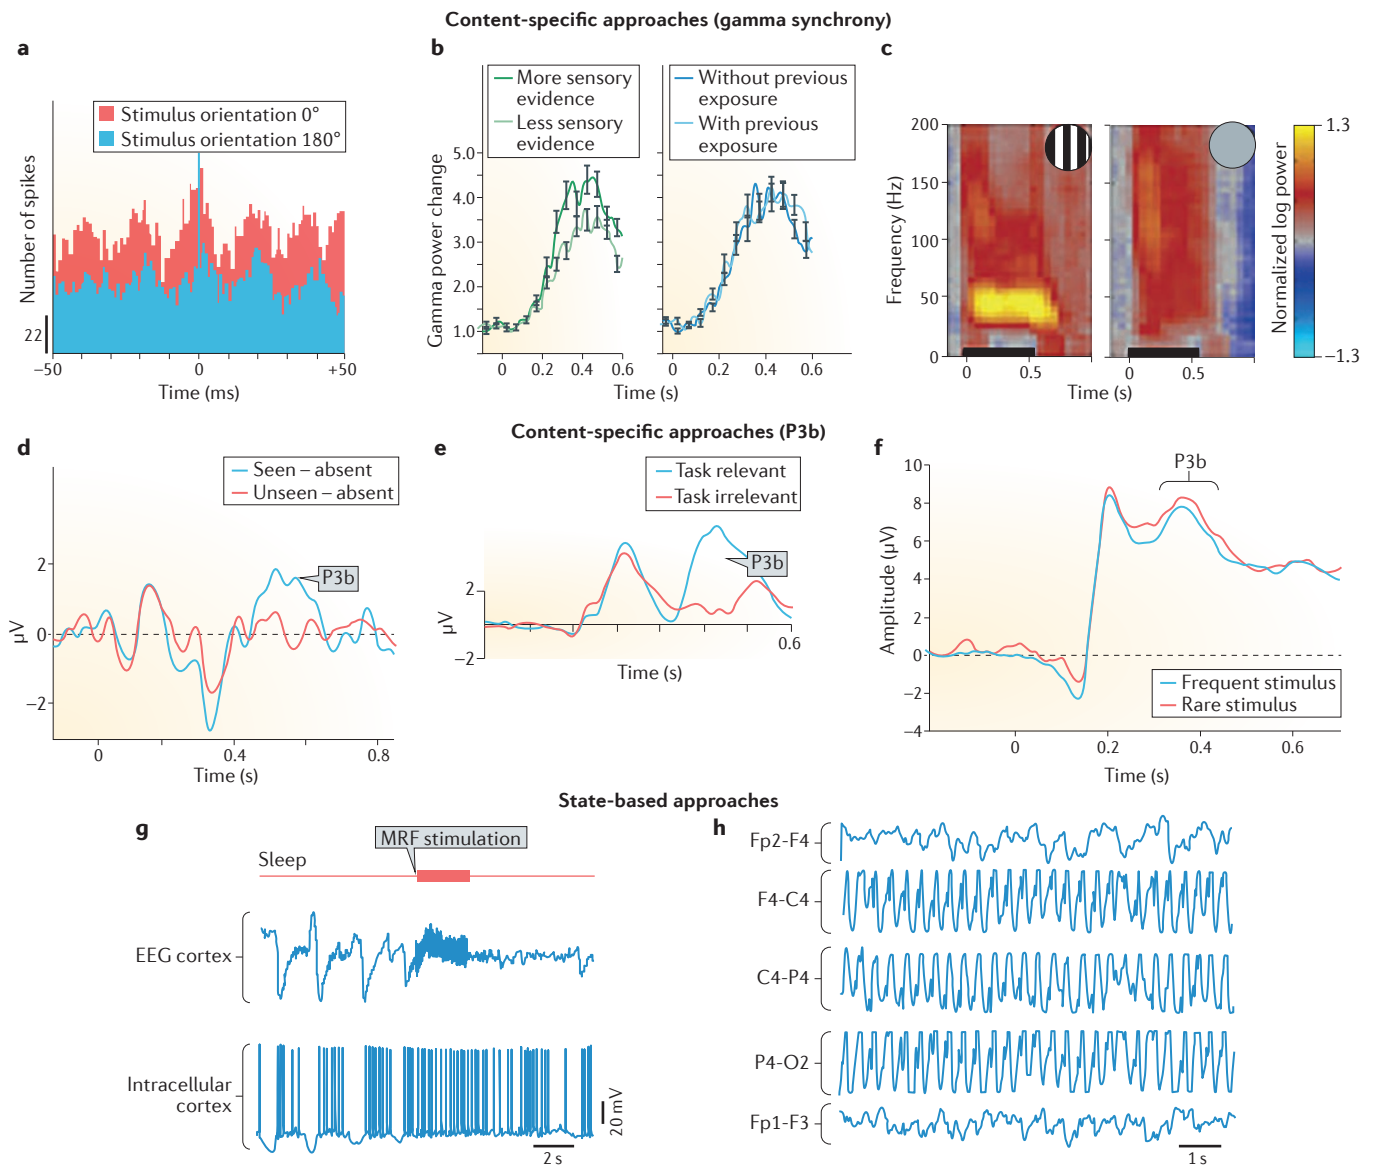 Content-specific approaches (gamma synchrony)
a
Stimulus orientation 0°
Stimulus orientation 180°
Number of spikes
22
−50
0
+50
Time (ms)
b
More sensory
evidence
Less sensory
evidence
Without previous
exposure
With previous
exposure
Gamma power change
5.0
4.0
3.0
2.0
1.0
0
0.2
0.4
0.6
0
0.2
0.4
0.6
Time (s)
c
Frequency (Hz)
200
150
100
50
0
0
0.5
0
0.5
Time (s)
Normalized log power
1.3
−1.3
Content-specific approaches (P3b)
d
Seen – absent
Unseen – absent
P3b
µV
2
0
−2
0
0.4
0.8
Time (s)
e
Task relevant
Task irrelevant
P3b
µV
2
−2
0.6
Time (s)
f
P3b
Amplitude (µV)
10
8
6
4
2
0
−2
−4
Frequent stimulus
Rare stimulus
0
0.2
0.4
0.6
Time (s)
State-based approaches
g
MRF stimulation
Sleep
EEG cortex
Intracellular
cortex
20 mV
2 s
h
Fp2-F4
F4-C4
C4-P4
P4-O2
Fp1-F3
1 s